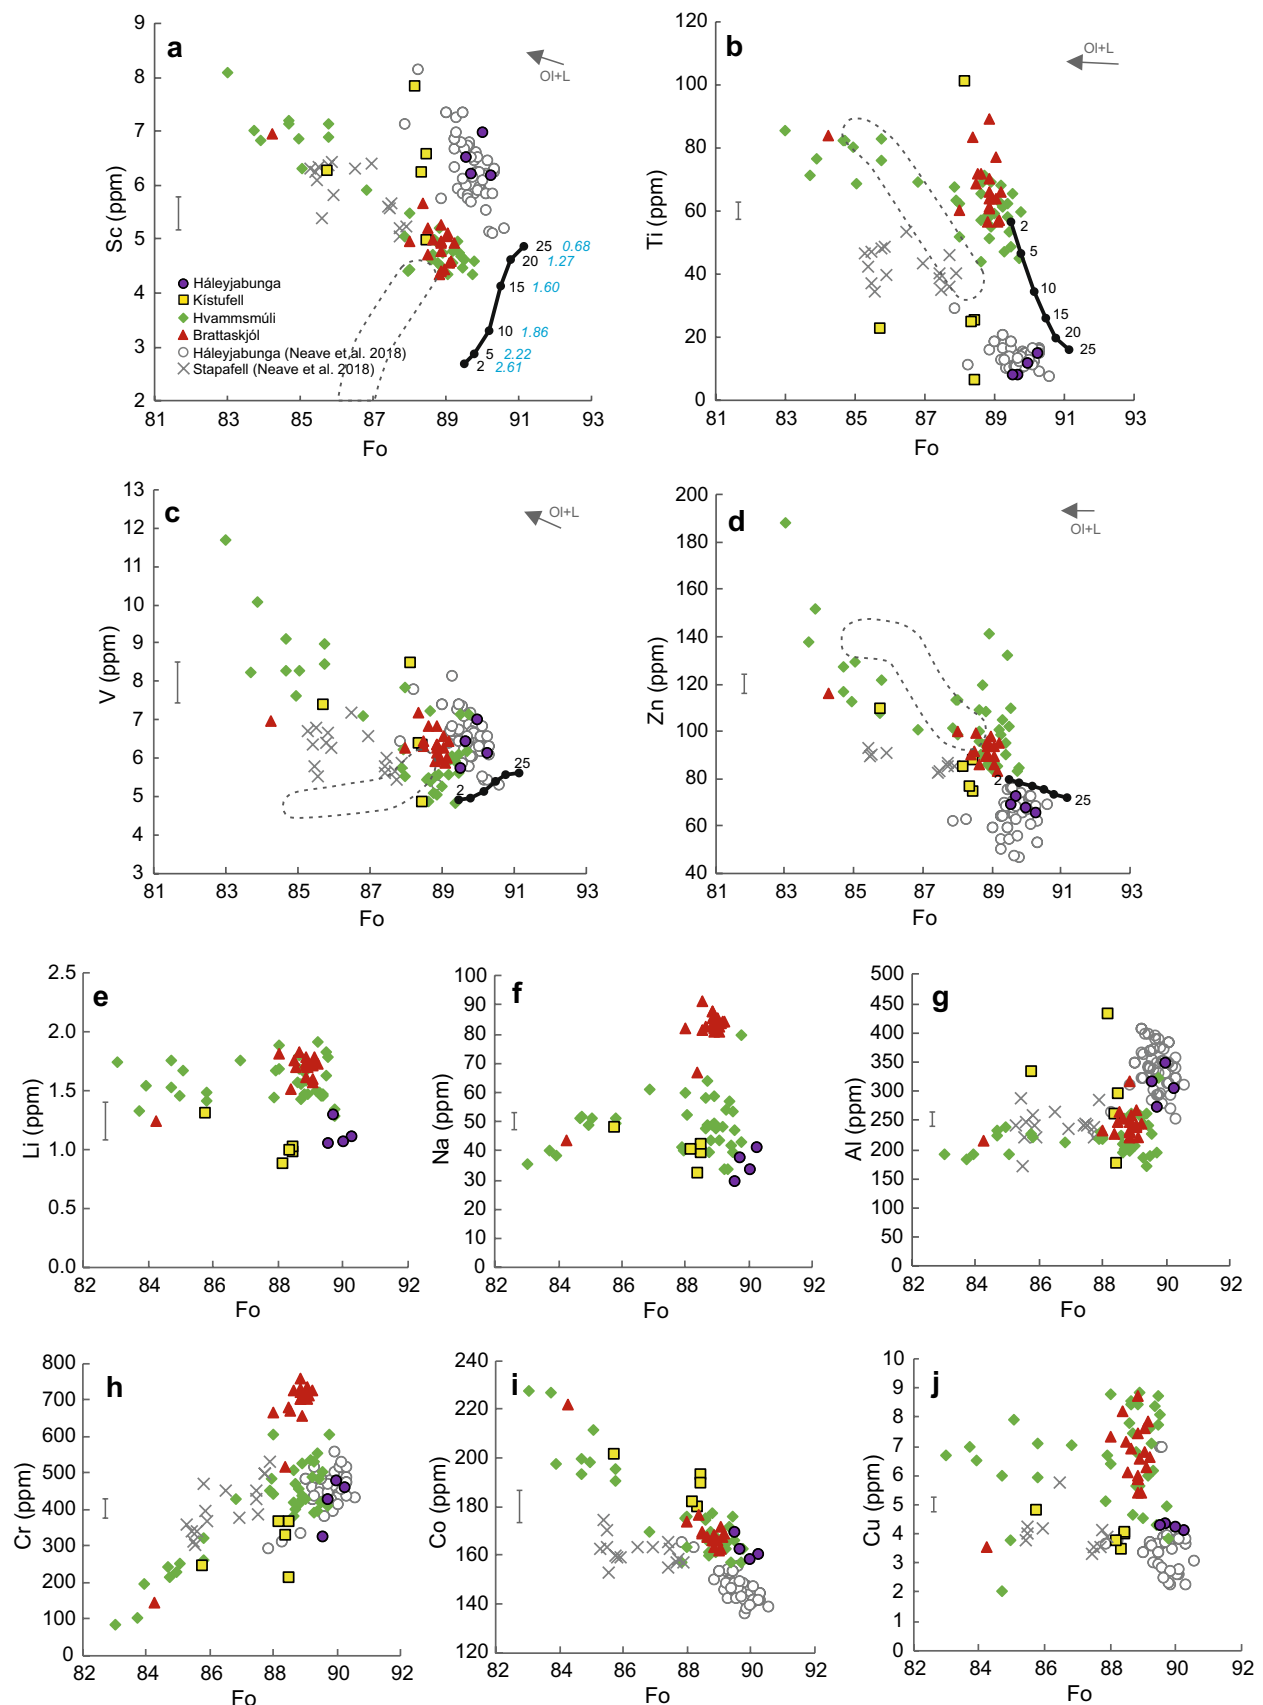 a
9
8
7
6
5
4
3
2
Sc (ppm)
Ol+L
25 0.68
20 1.27
15 1.60
10 1.86
5 2.22
2 2.61
Háleyjabunga
Kistufell
Hvammsmúli
Brattaskjól
Háleyjabunga (Neave et al. 2018)
Stapafell (Neave et al. 2018)
81 83 85 87 89 91 93
Fo
b
120
100
80
60
40
20
0
Ti (ppm)
Ol+L
2
5
10
15
20
25
81 83 85 87 89 91 93
Fo
c
13
12
11
10
9
8
7
6
5
4
3
V (ppm)
Ol+L
25
2
81 83 85 87 89 91 93
Fo
d
200
180
160
140
120
100
80
60
40
Zn (ppm)
Ol+L
2
25
81 83 85 87 89 91 93
Fo
e
2.5
2.0
1.5
1.0
0.5
0.0
Li (ppm)
82 84 86 88 90 92
Fo
f
100
90
80
70
60
50
40
30
20
10
0
Na (ppm)
82 84 86 88 90 92
Fo
g
500
450
400
350
300
250
200
150
100
50
0
Al (ppm)
82 84 86 88 90 92
Fo
h
800
700
600
500
400
300
200
100
0
Cr (ppm)
82 84 86 88 90 92
Fo
i
240
220
200
180
160
140
120
Co (ppm)
82 84 86 88 90 92
Fo
j
10
9
8
7
6
5
4
3
2
1
0
Cu (ppm)
82 84 86 88 90 92
Fo